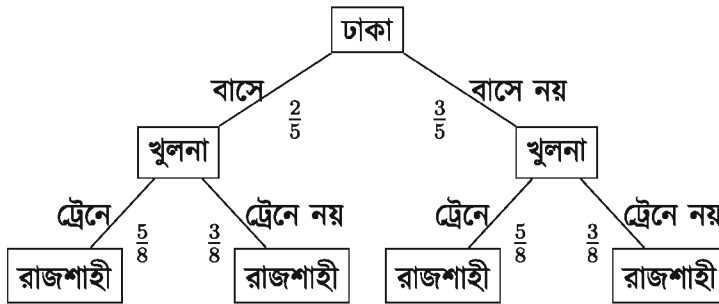 ঢাকা
বাসে বাসে নয়
2/5 3/5
খুলনা খুলনা
ট্রেনে ট্রেনে নয় ট্রেনে ট্রেনে নয়
5/8 3/8 5/8 3/8
রাজশাহী রাজশাহী রাজশাহী রাজশাহী